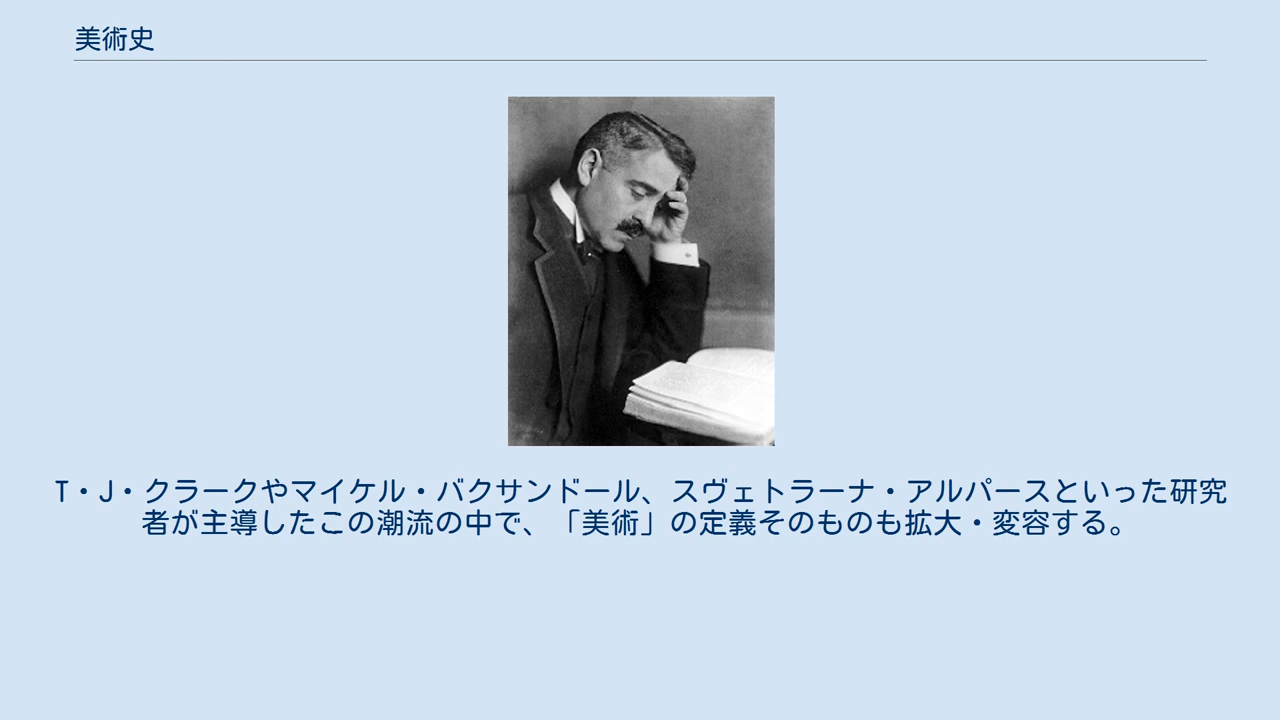 美術史
T・J・クラークやマイケル・バクサンドール、スヴェトラーナ・アルパースといった研究
者が主導したこの潮流の中で、「美術」の定義そのものも拡大・変容する。